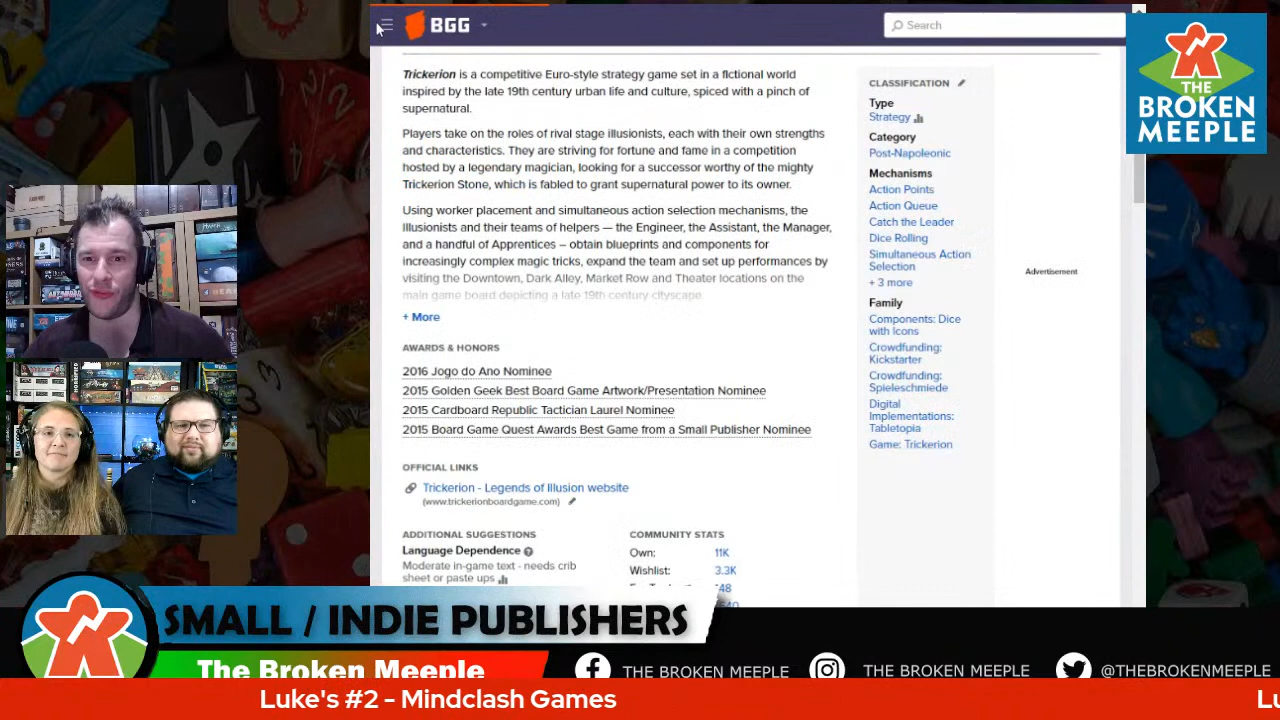 BGG
Search
THE
BROKEN
MEEPLE
Trickerion is a competitive Euro-style strategy game set in a fictional world
inspired by the late 19th century urban life and culture, spiced with a pinch of
supernatural.
Players take on the roles of rival stage illusionists, each with their own strengths
and characteristics. They are striving for fortune and fame in a competition
hosted by a legendary magician, looking for a successor worthy of the mighty
Trickerion Stone, which is fabled to grant supernatural power to its owner.
Using worker placement and simultaneous action selection mechanisms, the
Illusionists and their teams of helpers — the Engineer, the Assistant, the Manager,
and a handful of Apprentices – obtain blueprints and components for
increasingly complex magic tricks, expand the team and set up performances by
visiting the Downtown, Dark Alley, Market Row and Theater locations on the
main game board depicting a late 19th century cityscape.
+ More
AWARDS & HONORS
2016 Jogo do Ano Nominee
2015 Golden Geek Best Board Game Artwork/Presentation Nominee
2015 Cardboard Republic Tactician Laurel Nominee
2015 Board Game Quest Awards Best Game from a Small Publisher Nominee
OFFICIAL LINKS
Trickerion - Legends of Illusion website
(www.trickerionboardgame.com)
ADDITIONAL SUGGESTIONS
Language Dependence
Moderate in-game text - needs crib
sheet or paste ups
COMMUNITY STATS
Own: 11K
Wishlist: 3.3K
CLASSIFICATION
Type
Strategy
Category
Post-Napoleonic
Mechanisms
Action Points
Action Queue
Catch the Leader
Dice Rolling
Simultaneous Action
Selection
+ 3 more
Family
Components: Dice
with Icons
Crowdfunding:
Kickstarter
Crowdfunding:
Spieleschmiede
Digital
Implementations:
Tabletopia
Game: Trickerion
Advertisement
SMALL / INDIE PUBLISHERS
The Broken Meeple
THE BROKEN MEEPLE
THE BROKEN MEEPLE
@THEBROKENMEEPLE
Luke's #2 - Mindclash Games
Lu